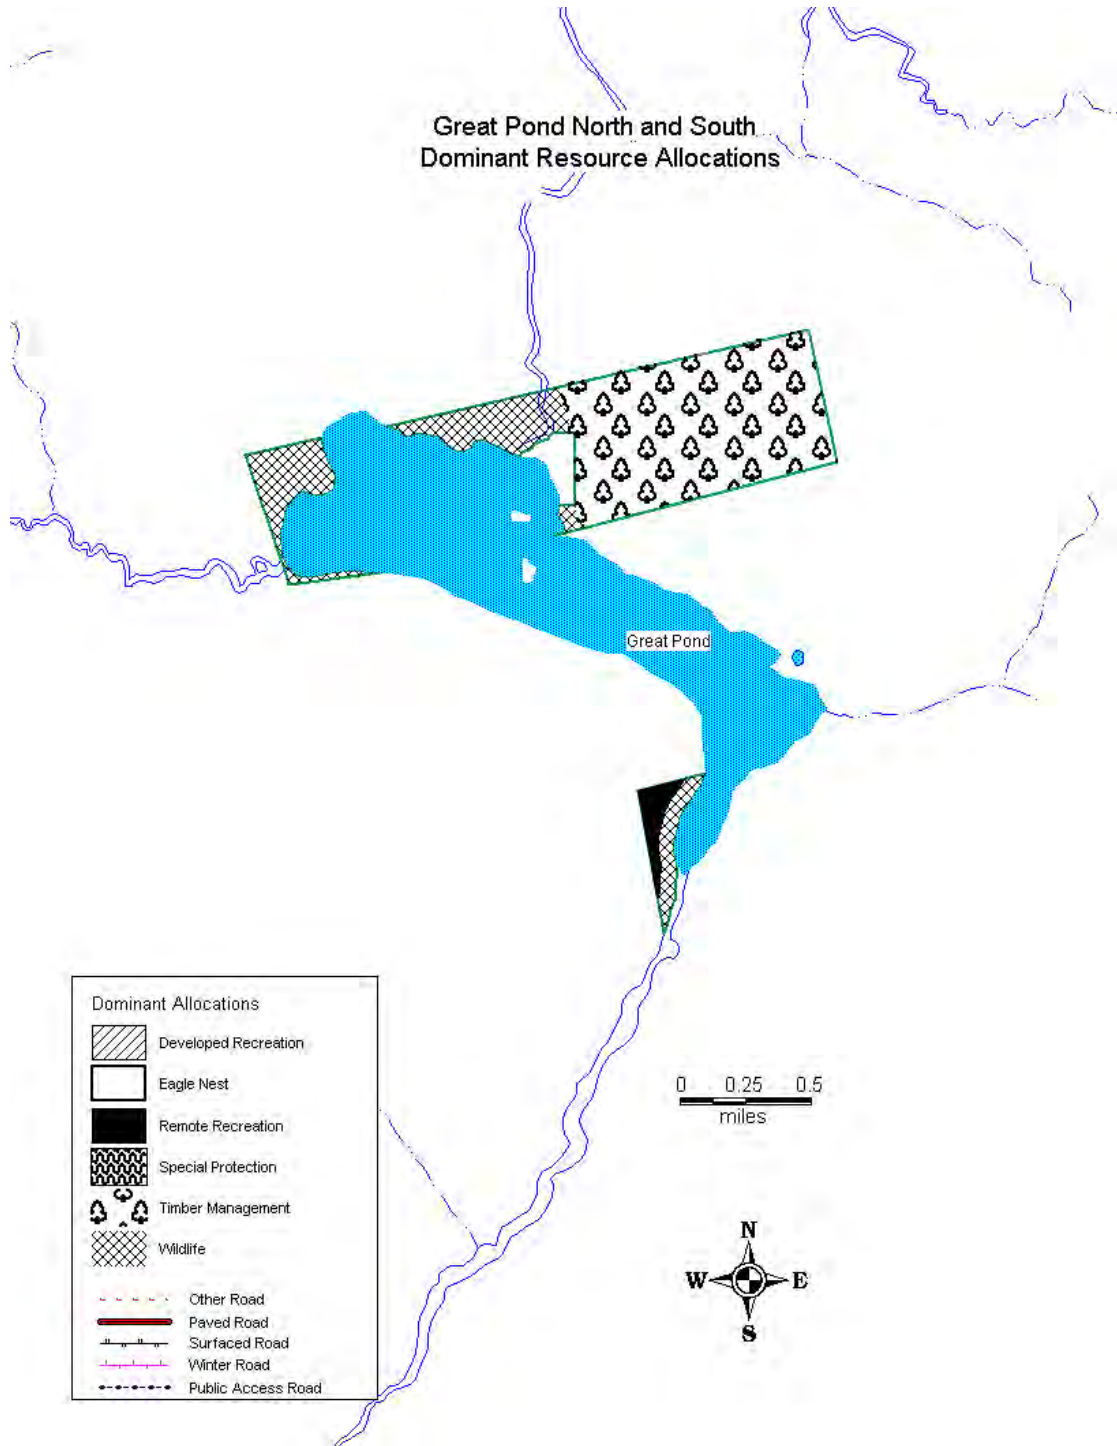 Great Pond North and South
Dominant Resource Allocations
Great Pond
Dominant Allocations
Developed Recreation
Eagle Nest
Remote Recreation
Special Protection
Timber Management
Wildlife
Other Road
Paved Road
Surfaced Road
Winter Road
Public Access Road
0 0.25 0.5
miles
N
W E
S